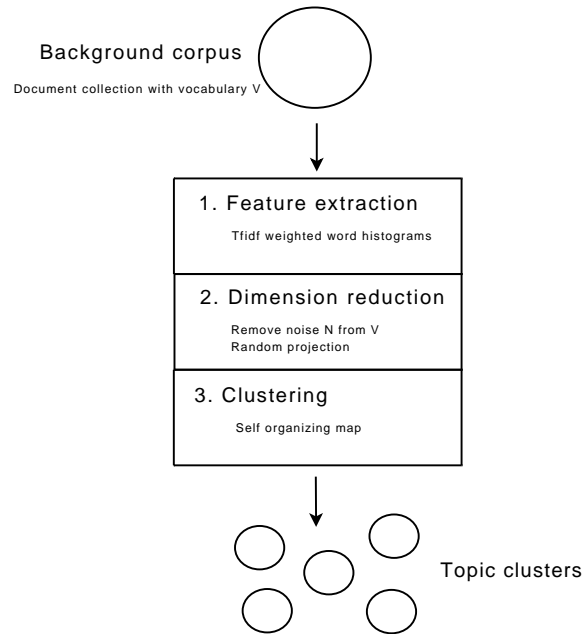 Background corpus
Document collection with vocabulary V
1. Feature extraction
Tfidf weighted word histograms
2. Dimension reduction
Remove noise N from V
Random projection
3. Clustering
Self organizing map
Topic clusters